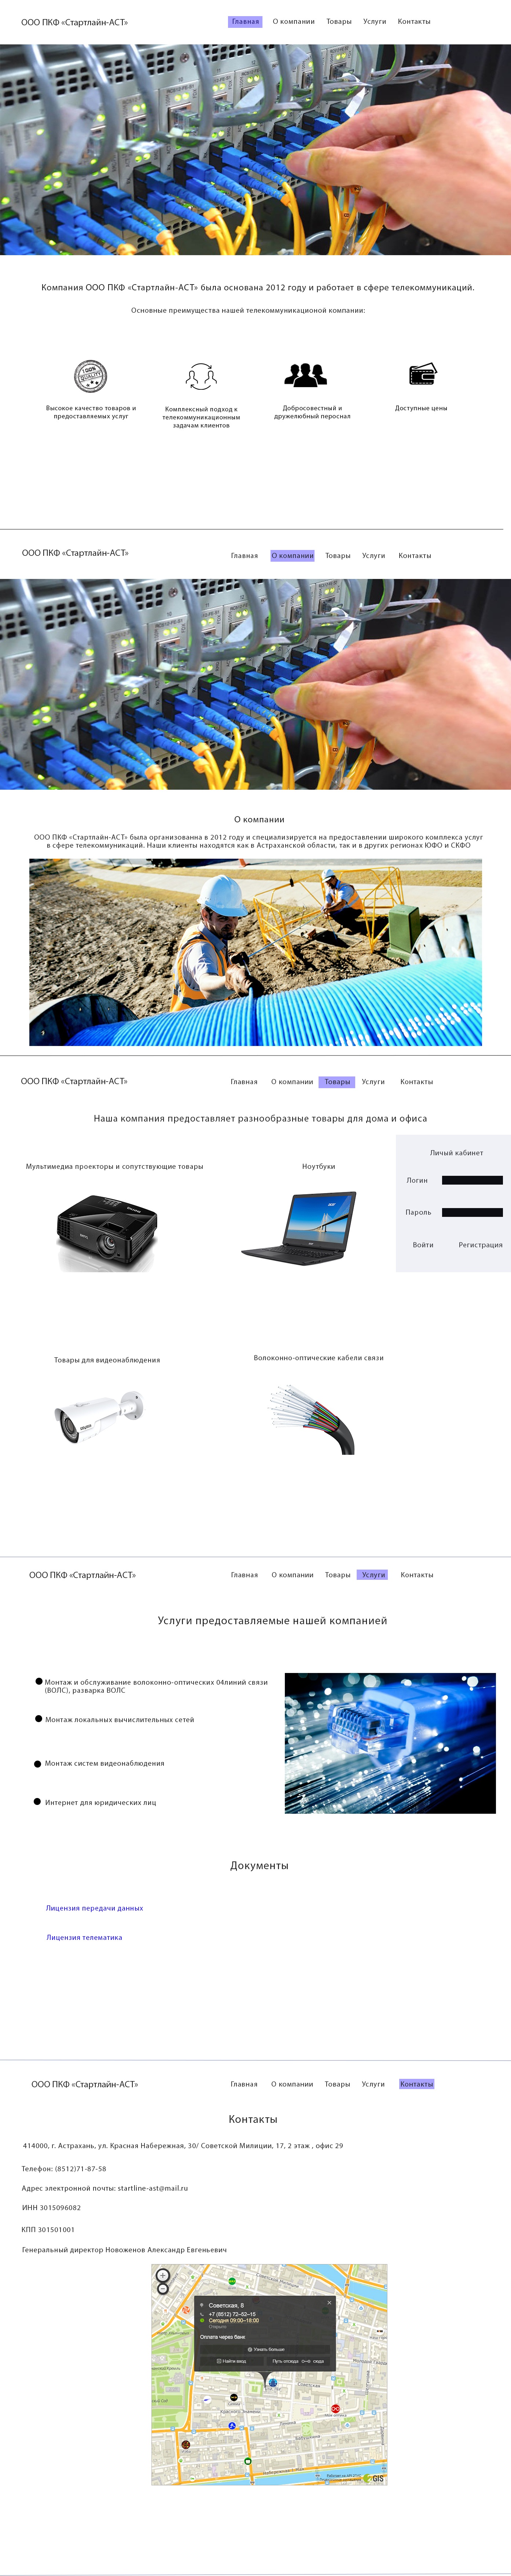 ООО ПКФ «Стартлайн-АСТ»
Главная О компании Товары Услуги Контакты
Компания ООО ПКФ «Стартлайн-АСТ» была основана 2012 году и работает в сфере телекоммуникаций.
Основные преимущества нашей телекоммуникационой компании:
100%
QUALITY
Высокое качество товаров и
предоставляемых услуг
Комплексный подход к
телекоммуникационным
задачам клиентов
Добросовестный и
дружелюбный пероснал
Доступные цены
ООО ПКФ «Стартлайн-АСТ»
Главная О компании Товары Услуги Контакты
О компании
ООО ПКФ «Стартлайн-АСТ» была организованна в 2012 году и специализируется на предоставлении широкого комплекса услуг
в сфере телекоммуникаций. Наши клиенты находятся как в Астраханской области, так и в других регионах ЮФО и СКФО
ООО ПКФ «Стартлайн-АСТ»
Главная О компании Товары Услуги Контакты
Наша компания предоставляет разнообразные товары для дома и офиса
Личый кабинет
Логин
Пароль
Войти Регистрация
Мультимедиа проекторы и сопутствующие товары
Ноутбуки
Товары для видеонаблюдения
Волоконно-оптические кабели связи
ООО ПКФ «Стартлайн-АСТ»
Главная О компании Товары Услуги Контакты
Услуги предоставляемые нашей компанией
Монтаж и обслуживание волоконно-оптических 04линий связи
(ВОЛС), разварка ВОЛС
Монтаж локальных вычислительных сетей
Монтаж систем видеонаблюдения
Интернет для юридических лиц
Документы
Лицензия передачи данных
Лицензия телематика
ООО ПКФ «Стартлайн-АСТ»
Главная О компании Товары Услуги Контакты
Контакты
414000, г. Астрахань, ул. Красная Набережная, 30/ Советской Милиции, 17, 2 этаж , офис 29
Телефон: (8512)71-87-58
Адрес электронной почты: startline-ast@mail.ru
ИНН 3015096082
КПП 301501001
Генеральный директор Новоженов Александр Евгеньевич
Советская, 8
+7 (8512) 72‒52‒15
Сегодня 09:00–18:00
Открыто
Оплата через банк
Узнать больше
Найти вход
Путь отсюда сюда
Советская
GIS